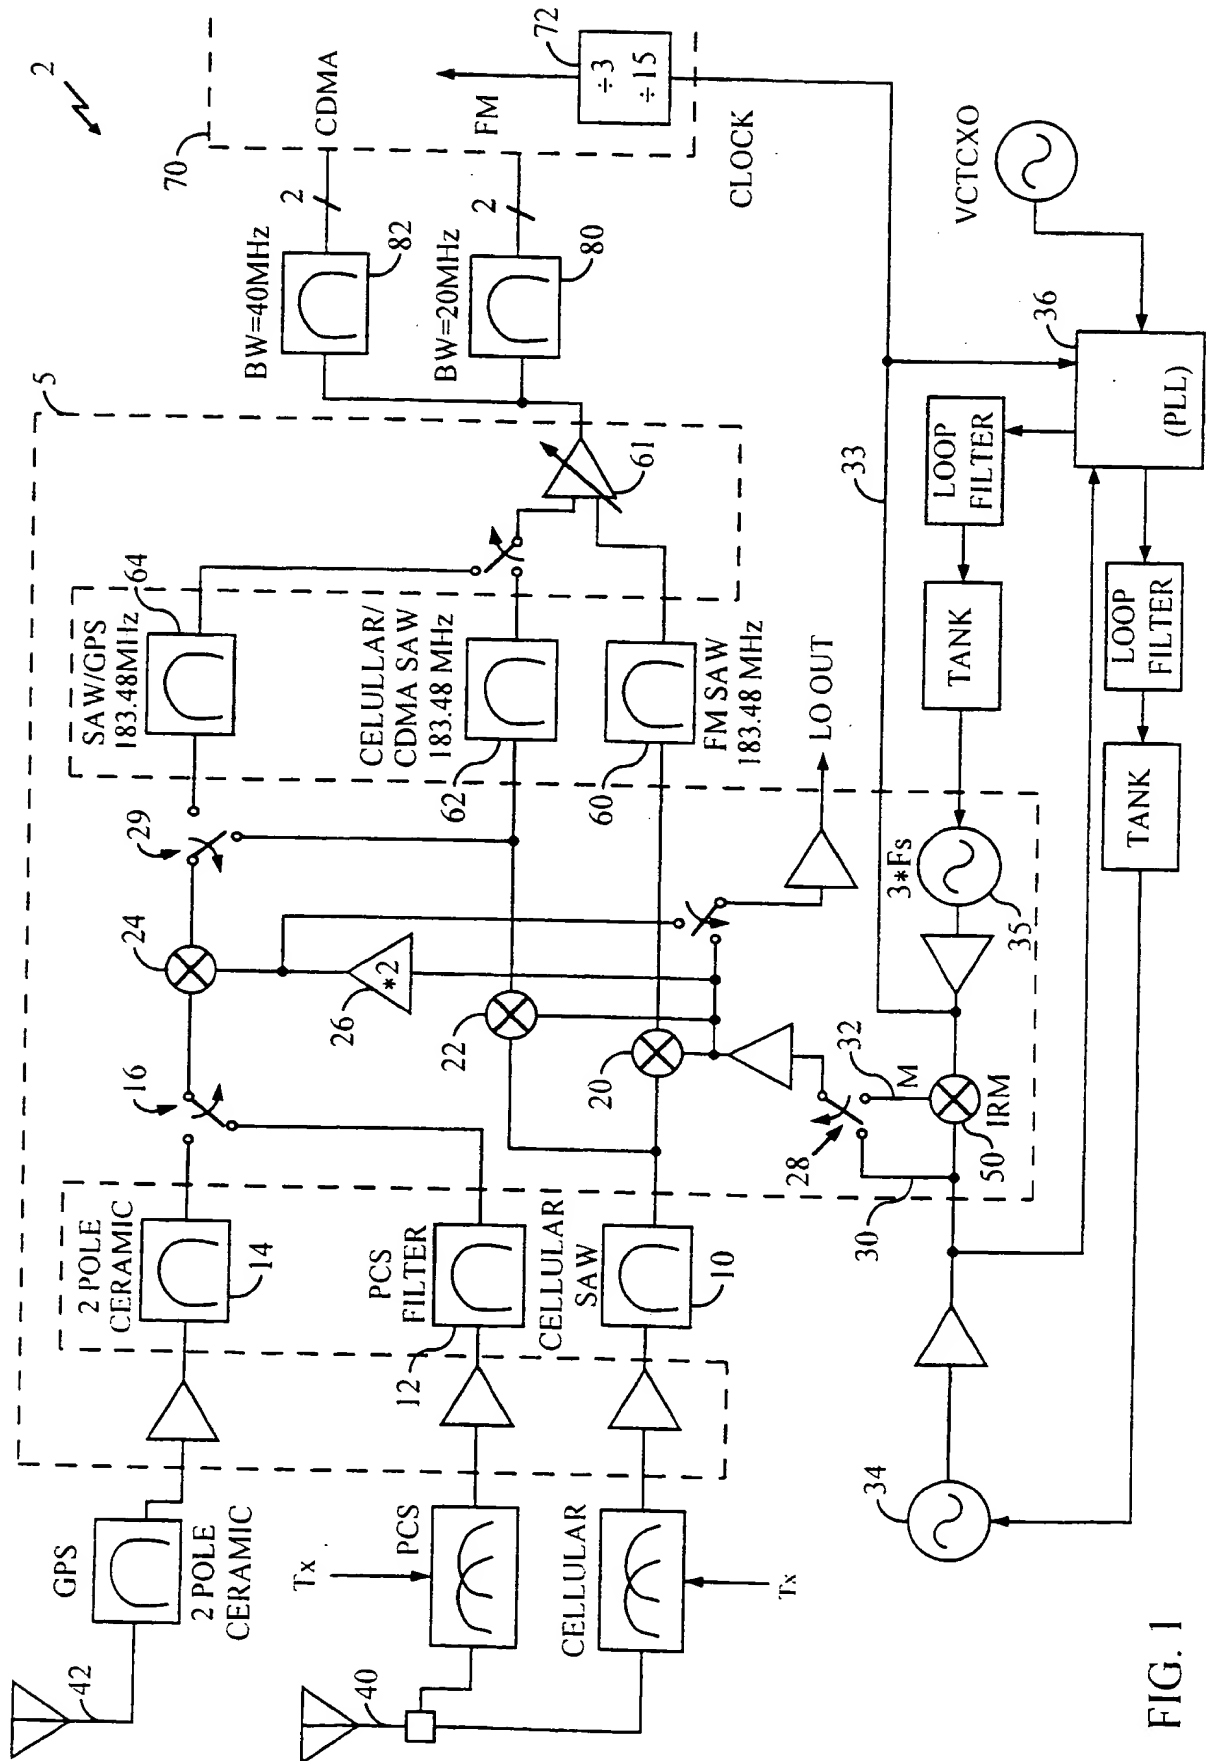 2
70
CDMA
FM
72
÷3
÷15
CLOCK
BW=40MHz
2
82
BW=20MHz
2
80
VCTCXO
36
(PLL)
5
61
33
LOOP
FILTER
LOOP
FILTER
SAW/GPS
183.48MHz
64
CELULLAR/
CDMA SAW
183.48 MHz
62
FM SAW
183.48 MHz
60
LO OUT
TANK
TANK
29
24
*2
26
22
20
3*Fs
35
16
28
32
M
50
IRM
30
2 POLE
CERAMIC
14
PCS
FILTER
12
CELLULAR
SAW
10
GPS
2 POLE
CERAMIC
42
Tx
PCS
40
CELLULAR
Tx
34
FIG. 1